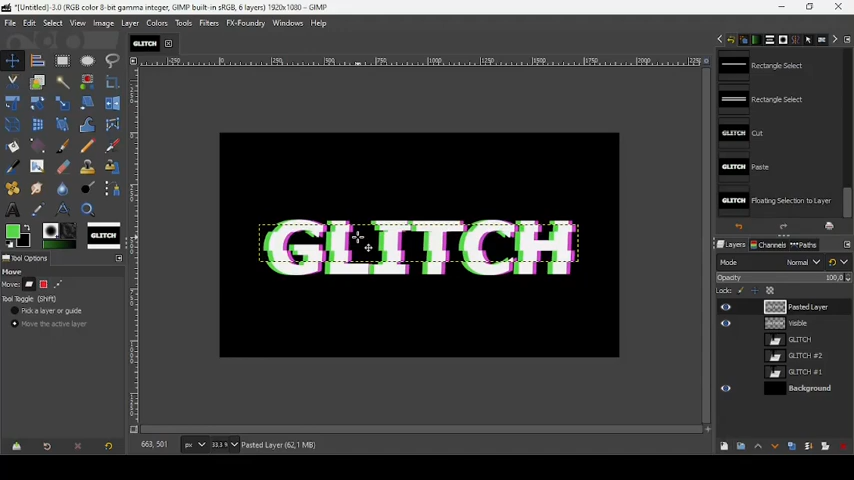 *[Untitled]-3.0 (RGB color 8-bit gamma integer, GIMP built-in sRGB, 6 layers) 1920x1080 – GIMP
File Edit Select View Image Layer Colors Tools Filters FX-Foundry Windows Help
GLITCH
Rectangle Select
Rectangle Select
GLITCH Cut
GLITCH Paste
GLITCH Floating Selection to Layer
GLITCH
GLITCH
Tool Options
Move
Move:
Tool Toggle (Shift)
Pick a layer or guide
Move the active layer
Layers Channels Paths
Mode Normal
Opacity 100,0
Lock:
Pasted Layer
Visible
GLITCH
GLITCH #2
GLITCH #1
Background
663, 501 px 33.3 % Pasted Layer (62,1 MB)